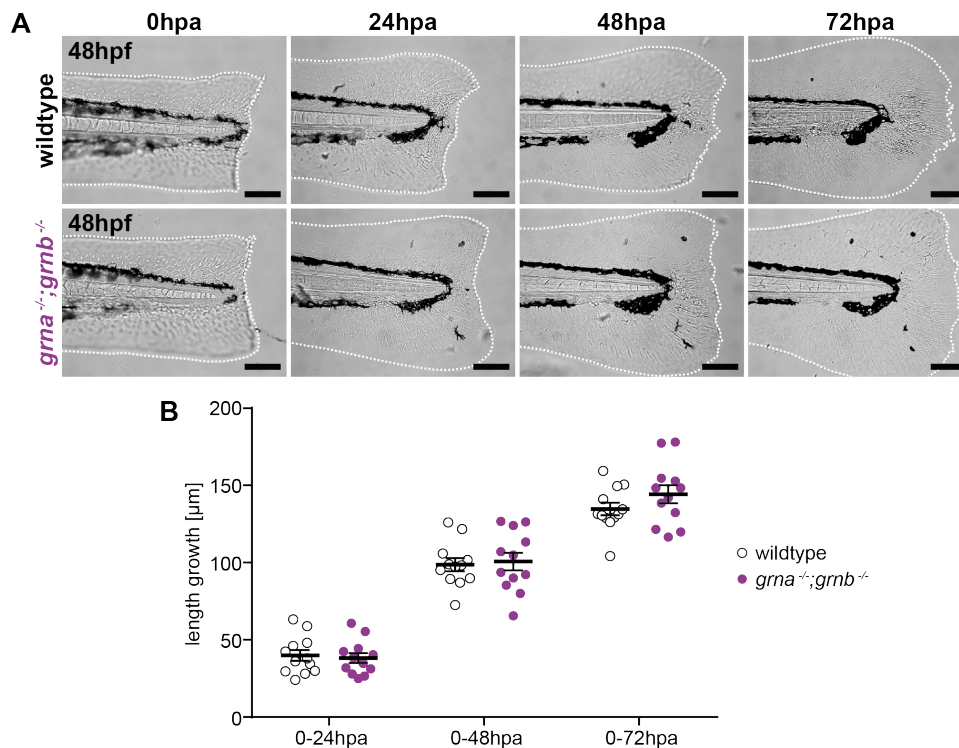 A
0hpa 24hpa 48hpa 72hpa
wildtype
48hpf
grna -/-;grnb -/-
48hpf
B
length growth [µm]
200
150
100
50
0
0-24hpa 0-48hpa 0-72hpa
wildtype
grna -/-;grnb -/-